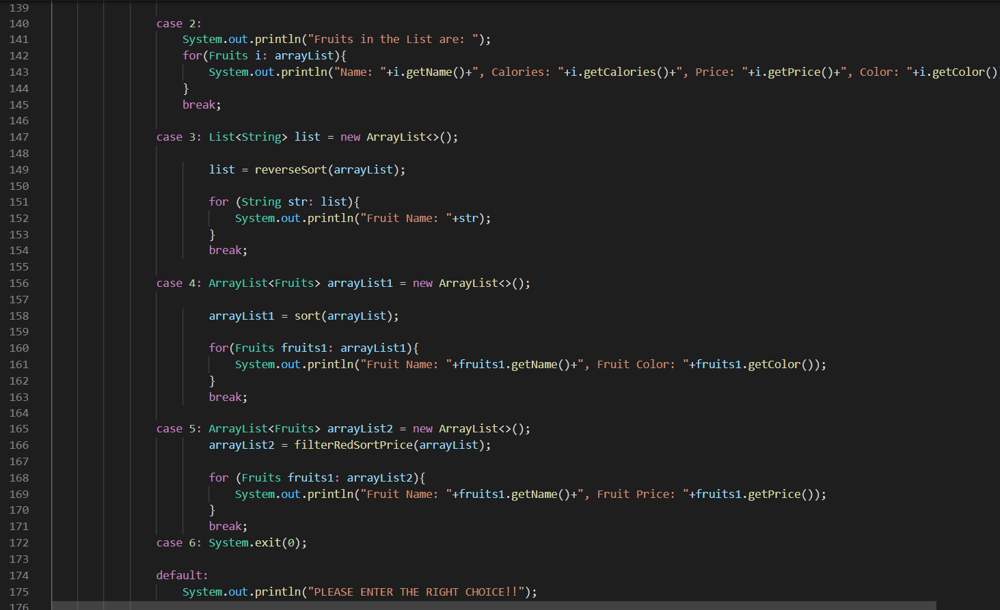 139
140 case 2:
141 System.out.println("Fruits in the List are: ");
142 for(Fruits i: arrayList){
143 System.out.println("Name: "+i.getName()+", Calories: "+i.getCalories()+", Price: "+i.getPrice()+", Color: "+i.getColor()
144 }
145 break;
146
147 case 3: List<String> list = new ArrayList<>();
148
149 list = reverseSort(arrayList);
150
151 for (String str: list){
152 System.out.println("Fruit Name: "+str);
153 }
154 break;
155
156 case 4: ArrayList<Fruits> arrayList1 = new ArrayList<>();
157
158 arrayList1 = sort(arrayList);
159
160 for(Fruits fruits1: arrayList1){
161 System.out.println("Fruit Name: "+fruits1.getName()+", Fruit Color: "+fruits1.getColor());
162 }
163 break;
164
165 case 5: ArrayList<Fruits> arrayList2 = new ArrayList<>();
166 arrayList2 = filterRedSortPrice(arrayList);
167
168 for (Fruits fruits1: arrayList2){
169 System.out.println("Fruit Name: "+fruits1.getName()+", Fruit Price: "+fruits1.getPrice());
170 }
171 break;
172 case 6: System.exit(0);
173
174 default:
175 System.out.println("PLEASE ENTER THE RIGHT CHOICE!!");
176